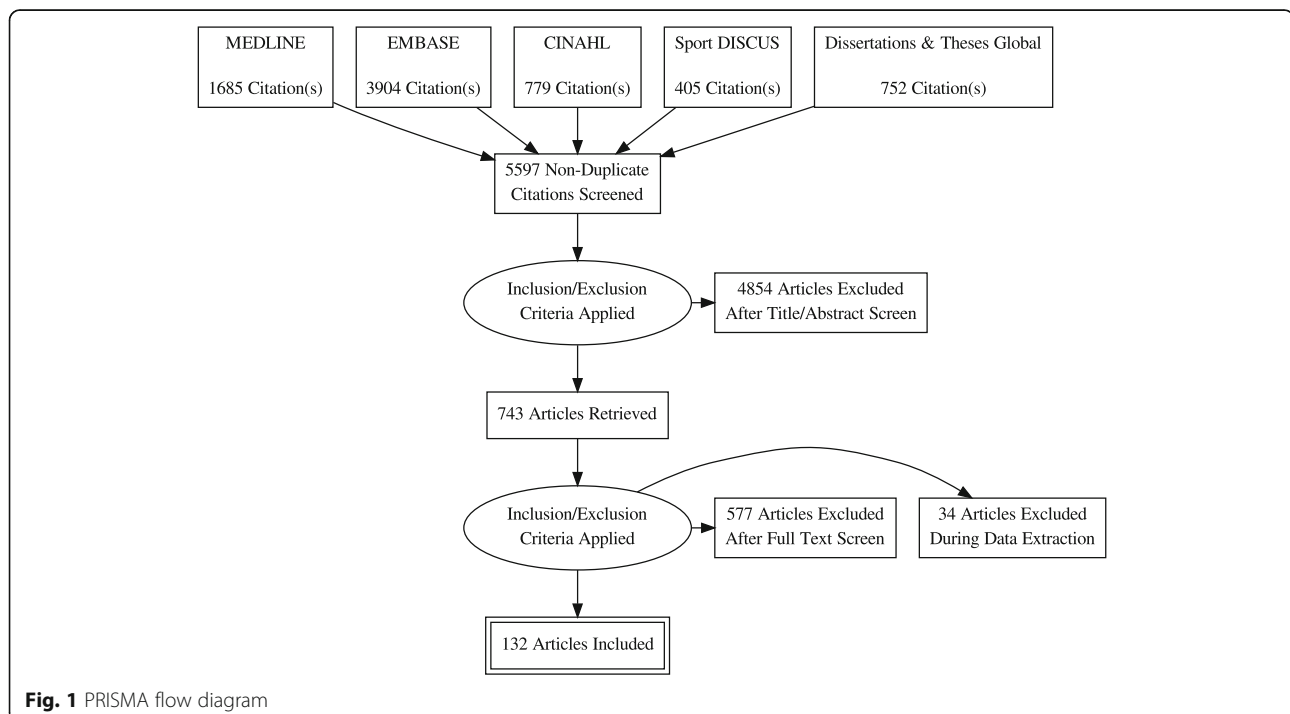 MEDLINE
1685 Citation(s)
EMBASE
3904 Citation(s)
CINAHL
779 Citation(s)
Sport DISCUS
405 Citation(s)
Dissertations & Theses Global
752 Citation(s)
5597 Non-Duplicate
Citations Screened
Inclusion/Exclusion
Criteria Applied
4854 Articles Excluded
After Title/Abstract Screen
743 Articles Retrieved
Inclusion/Exclusion
Criteria Applied
577 Articles Excluded
After Full Text Screen
34 Articles Excluded
During Data Extraction
132 Articles Included
Fig. 1 PRISMA flow diagram